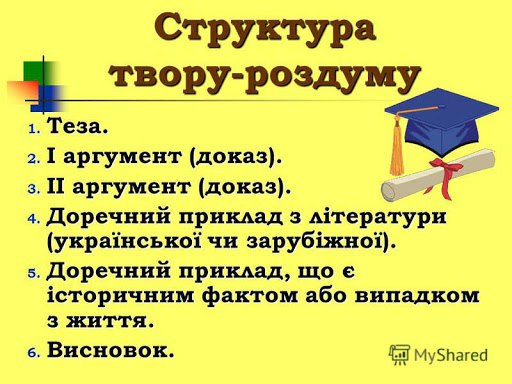 Структура
твору-роздуму
1. Теза.
2. І аргумент (доказ).
3. ІІ аргумент (доказ).
4. Доречний приклад з літератури
(української чи зарубіжної).
5. Доречний приклад, що є
історичним фактом або випадком
з життя.
6. Висновок.
MyShared